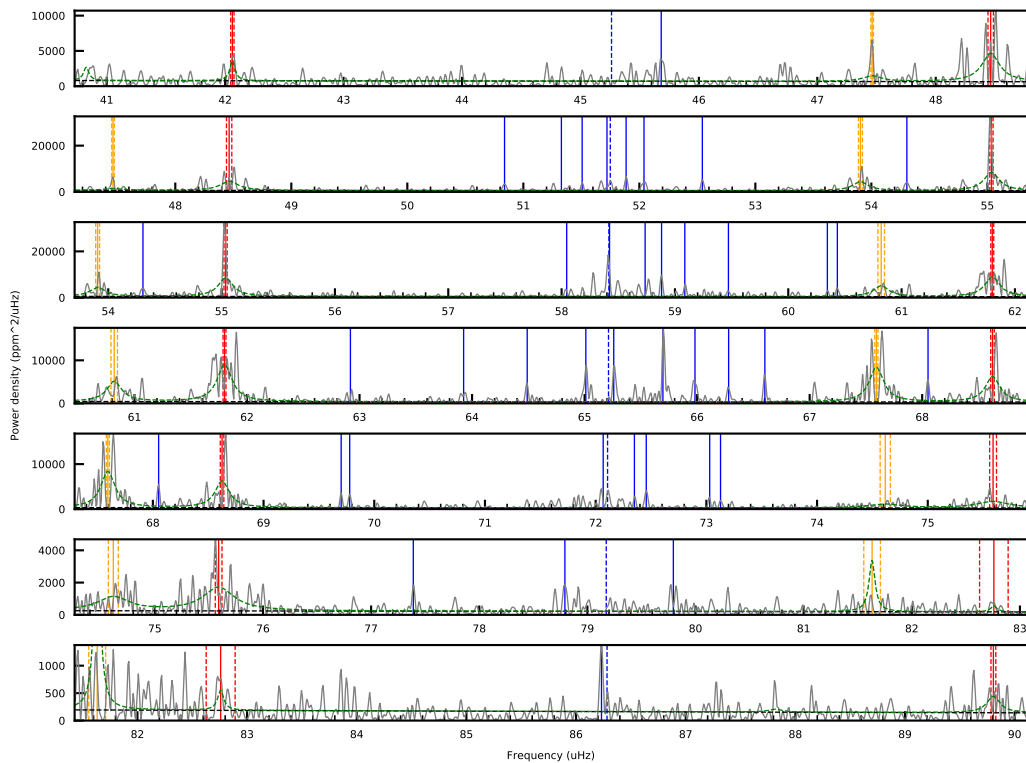 10000
5000
0
41 42 43 44 45 46 47 48
20000
0
48 49 50 51 52 53 54 55
20000
0
54 55 56 57 58 59 60 61 62
Power density (ppm^2/uHz)
10000
0
61 62 63 64 65 66 67 68
10000
0
68 69 70 71 72 73 74 75
4000
2000
0
75 76 77 78 79 80 81 82 83
1000
500
0
82 83 84 85 86 87 88 89 90
Frequency (uHz)